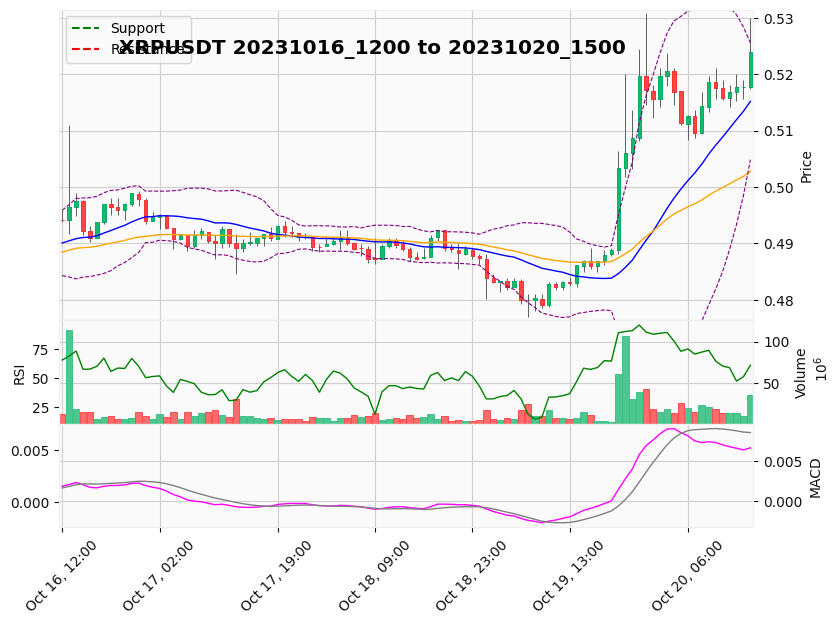 Support
Resistance
XRPUSDT 20231016_1200 to 20231020_1500
0.53
0.52
0.51
0.50
0.49
0.48
Price
75
50
25
RSI
100
50
Volume
10^6
0.005
0.000
0.005
0.000
MACD
Oct 16, 12:00
Oct 17, 02:00
Oct 17, 19:00
Oct 18, 09:00
Oct 18, 23:00
Oct 19, 13:00
Oct 20, 06:00